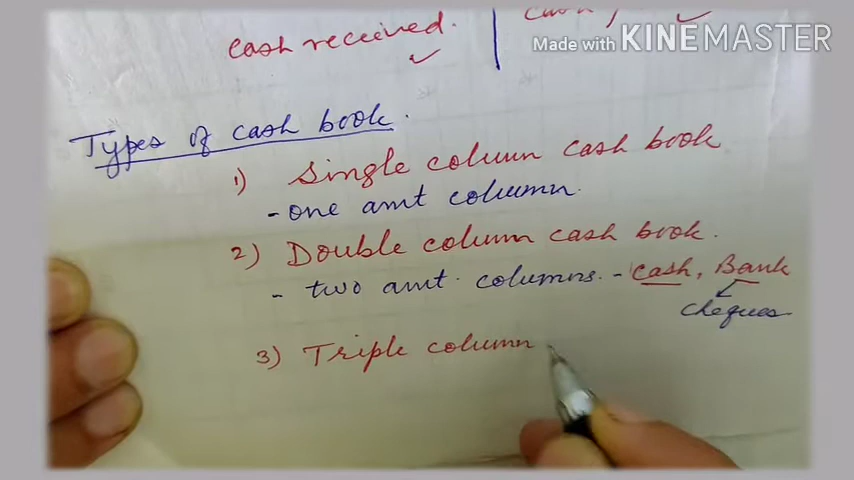 cash received.
Made with KINEMASTER
Types of cash book.
1) Single column cash book
- one amt column.
2) Double column cash book.
- two amt. columns. - cash, Bank
cheques
3) Triple column